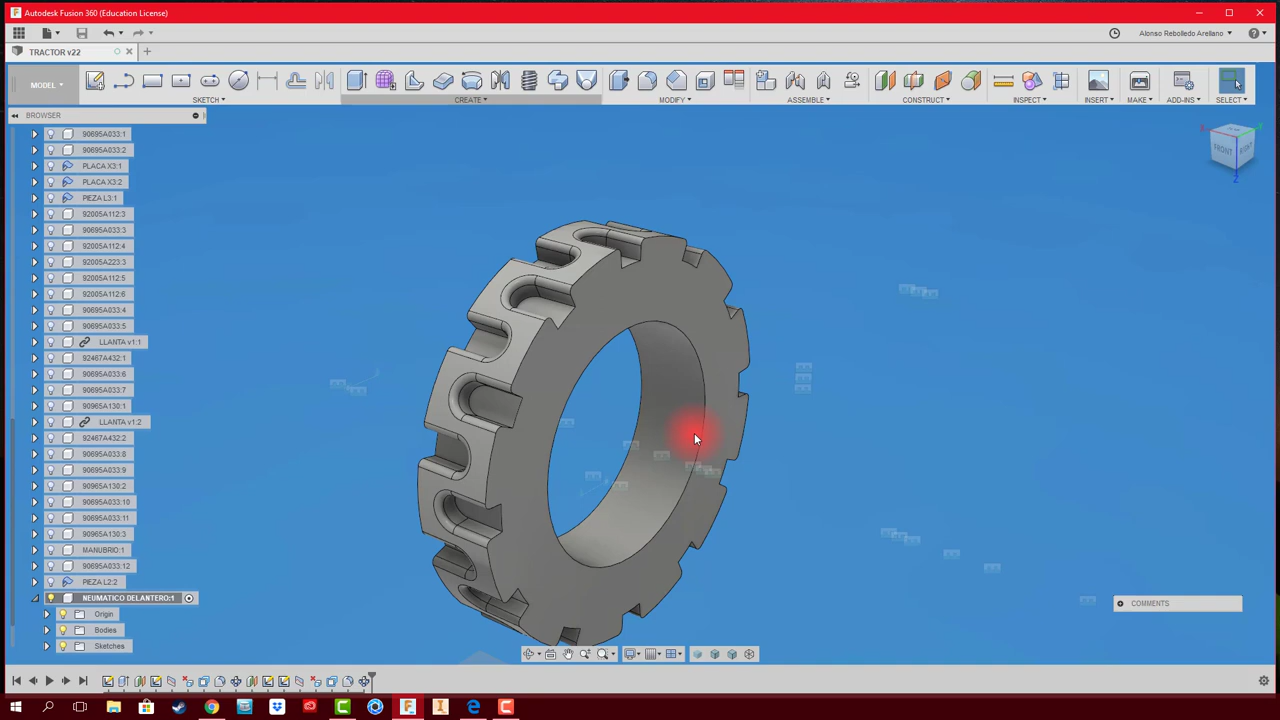 Autodesk Fusion 360 (Education License)
Alonso Rebolledo Arellano
TRACTOR v22
MODEL
SKETCH
CREATE
MODIFY
ASSEMBLE
CONSTRUCT
INSPECT
INSERT
MAKE
ADD-INS
SELECT
BROWSER
90695A033:1
90695A033:2
PLACA X3:1
PLACA X3:2
PIEZA L3:1
92005A112:3
90695A033:3
92005A112:4
92005A223:3
92005A112:5
92005A112:6
90695A033:4
90695A033:5
LLANTA v1:1
92467A432:1
90695A033:6
90695A033:7
90965A130:1
LLANTA v1:2
92467A432:2
90695A033:8
90695A033:9
90965A130:2
90695A033:10
90695A033:11
90965A130:3
MANUBRIO:1
90695A033:12
PIEZA L2:2
NEUMATICO DELANTERO:1
Origin
Bodies
Sketches
FRONT
RIGHT
Z
COMMENTS